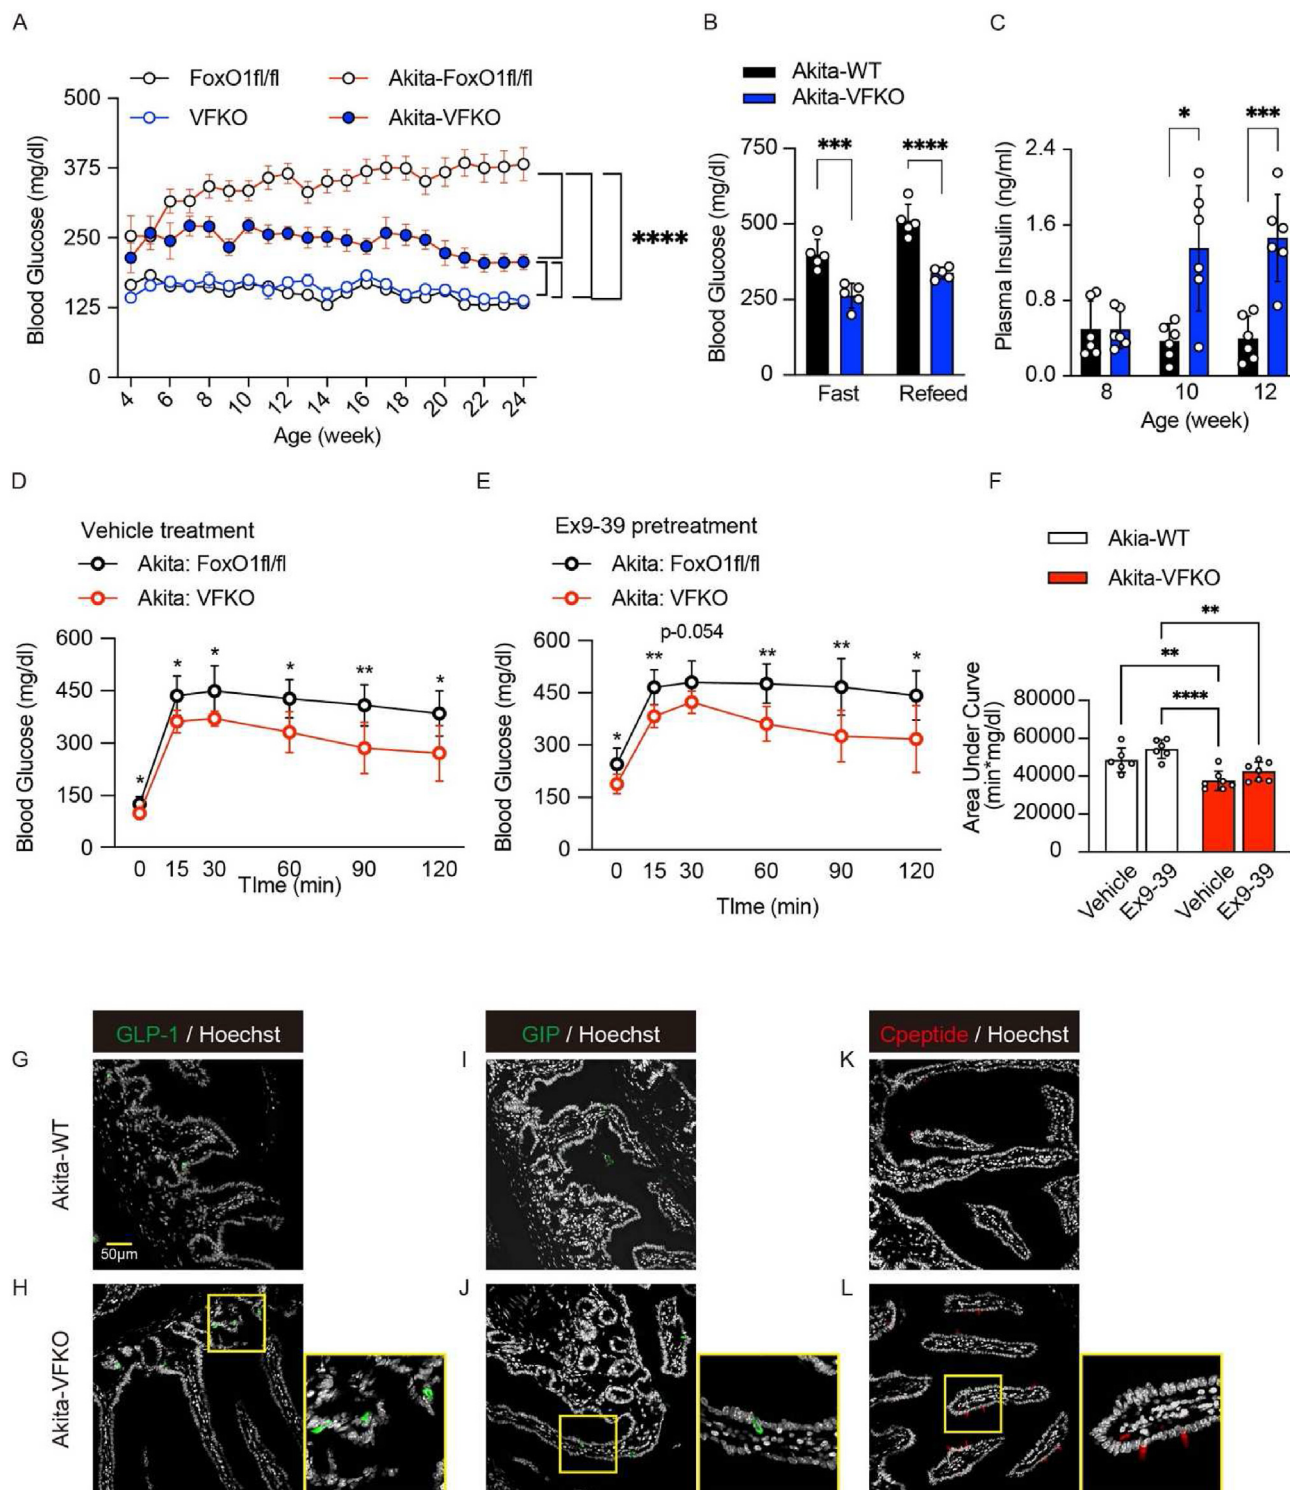 A
FoxO1fl/fl
Akita-FoxO1fl/fl
VFKO
Akita-VFKO
500
375
250
125
0
Blood Glucose (mg/dl)
****
4 6 8 10 12 14 16 18 20 22 24
Age (week)
B
Akita-WT
Akita-VFKO
750
500
250
0
Blood Glucose (mg/dl)
*** ****
Fast Refeed
C
2.4
1.6
0.8
0.0
Plasma Insulin (ng/ml)
* ***
8 10 12
Age (week)
D
Vehicle treatment
Akita: FoxO1fl/fl
Akita: VFKO
600
450
300
150
0
Blood Glucose (mg/dl)
* * * * ** *
0 15 30 60 90 120
TIme (min)
E
Ex9-39 pretreatment
Akita: FoxO1fl/fl
Akita: VFKO
p-0.054
600
450
300
150
0
Blood Glucose (mg/dl)
* ** ** ** *
0 15 30 60 90 120
TIme (min)
F
Akia-WT
Akita-VFKO
**
**
****
80000
60000
40000
20000
0
Area Under Curve
(min*mg/dl)
Vehicle Ex9-39 Vehicle Ex9-39
GLP-1 / Hoechst
GIP / Hoechst
Cpeptide / Hoechst
G
I
K
Akita-WT
50µm
H
J
L
Akita-VFKO